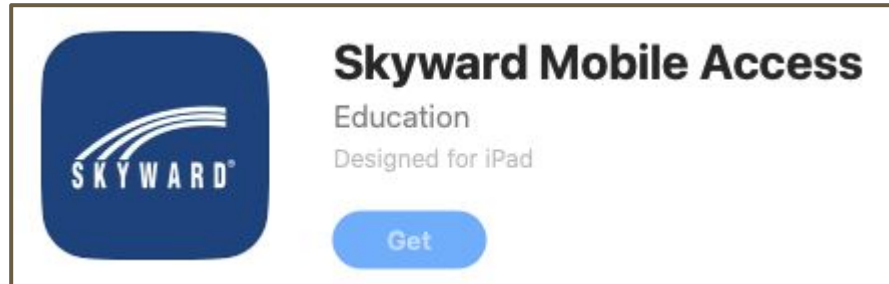 SKYWARD®
Skyward Mobile Access
Education
Designed for iPad
Get